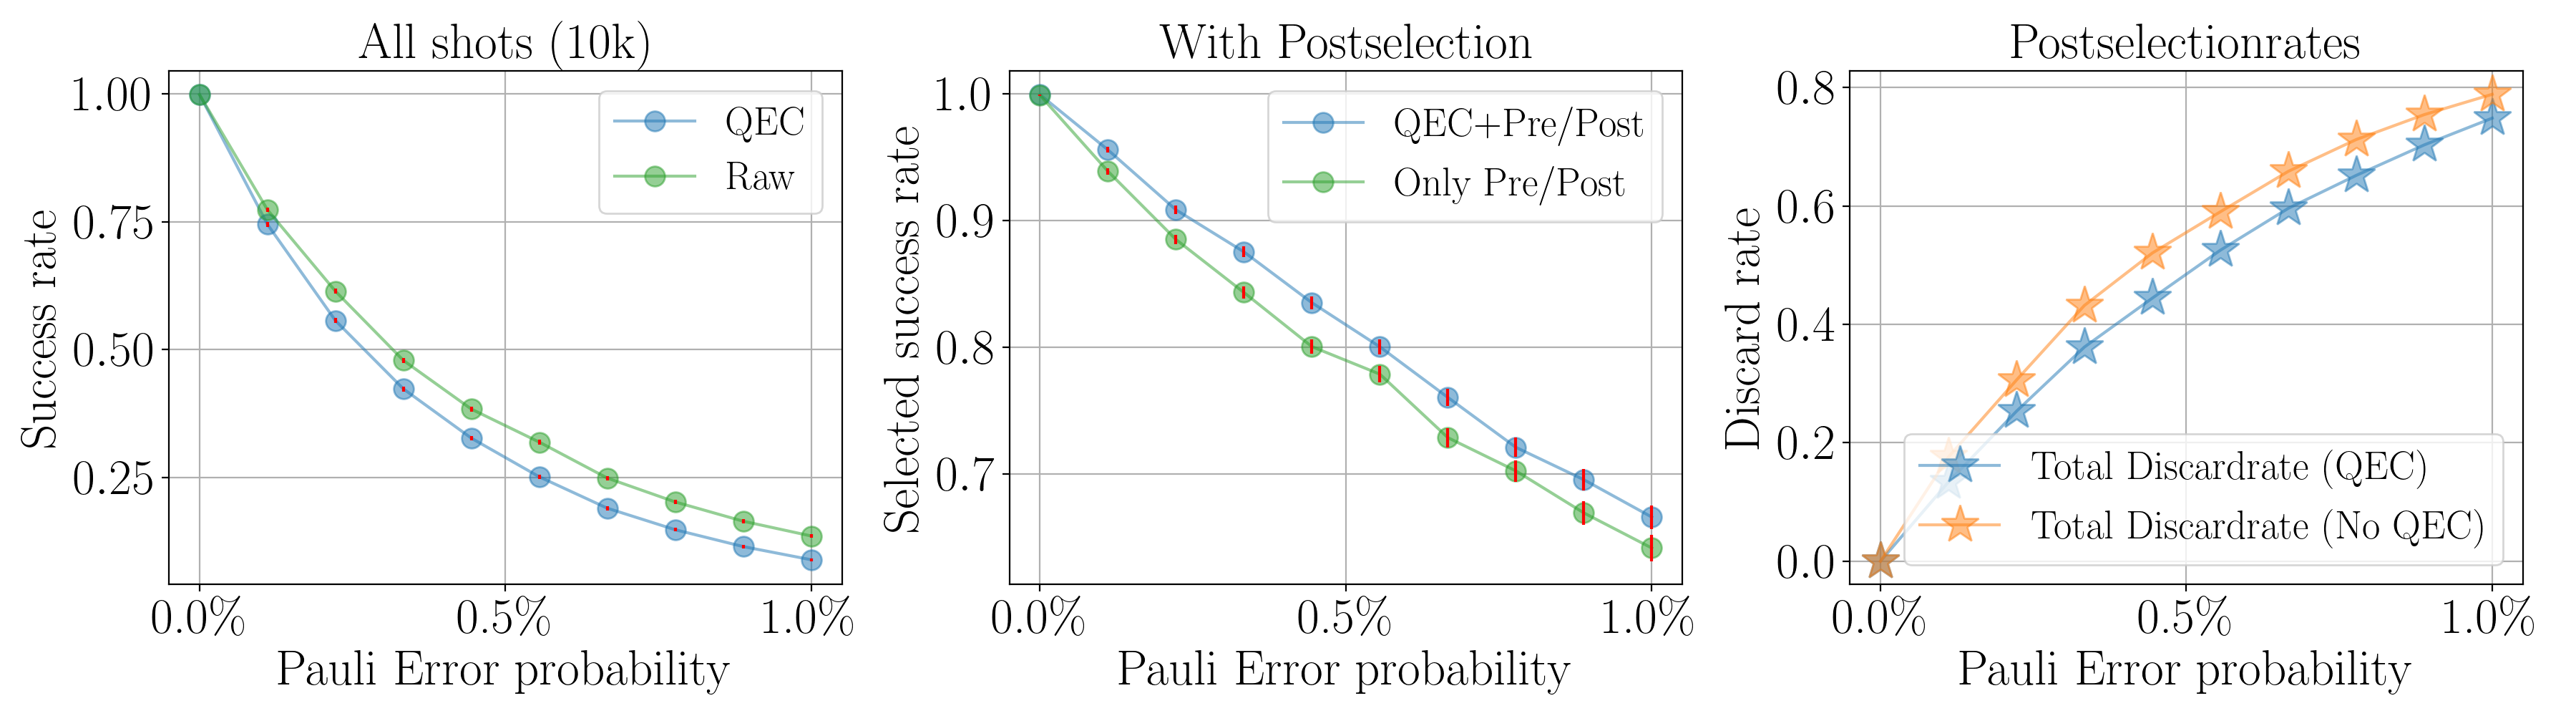 All shots (10k)
Success rate
1.00
0.75
0.50
0.25
QEC
Raw
0.0%
0.5%
1.0%
Pauli Error probability
With Postselection
Selected success rate
1.0
0.9
0.8
0.7
QEC+Pre/Post
Only Pre/Post
0.0%
0.5%
1.0%
Pauli Error probability
Postselectionrates
Discard rate
0.8
0.6
0.4
0.2
0.0
Total Discardrate (QEC)
Total Discardrate (No QEC)
0.0%
0.5%
1.0%
Pauli Error probability